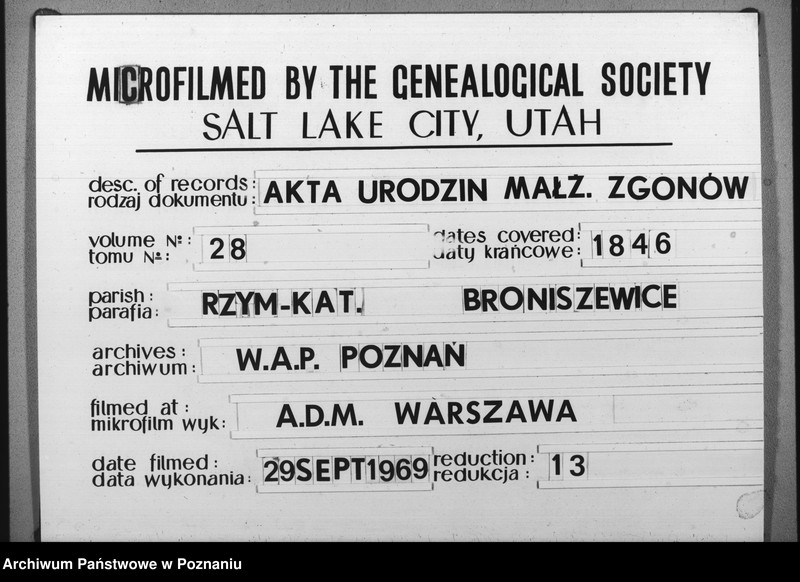 MICROFILMED BY THE GENEALOGICAL SOCIETY
SALT LAKE CITY, UTAH
desc. of records:
rodzaj dokumentu:
AKTA URODZIN MAŁŻ. ZGONÓW
volume №:
tomu №:
28
dates covered:
daty krańcowe:
1846
parish:
parafia:
RZYM-KAT. BRONISZEWICE
archives:
archiwum:
W.A.P. POZNAŃ
filmed at:
mikrofilm wyk:
A.D.M. WARSZAWA
date filmed:
data wykonania:
29SEPT1969
reduction:
redukcja:
13
Archiwum Państwowe w Poznaniu